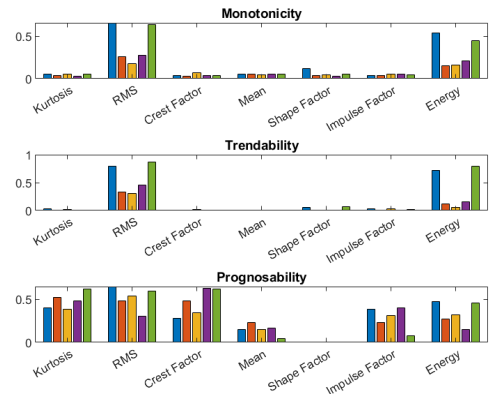 Monotonicity
0.5
0
Kurtosis
RMS
Crest Factor
Mean
Shape Factor
Impulse Factor
Energy
Trendability
1
0.5
0
Kurtosis
RMS
Crest Factor
Mean
Shape Factor
Impulse Factor
Energy
Prognosability
0.5
0
Kurtosis
RMS
Crest Factor
Mean
Shape Factor
Impulse Factor
Energy